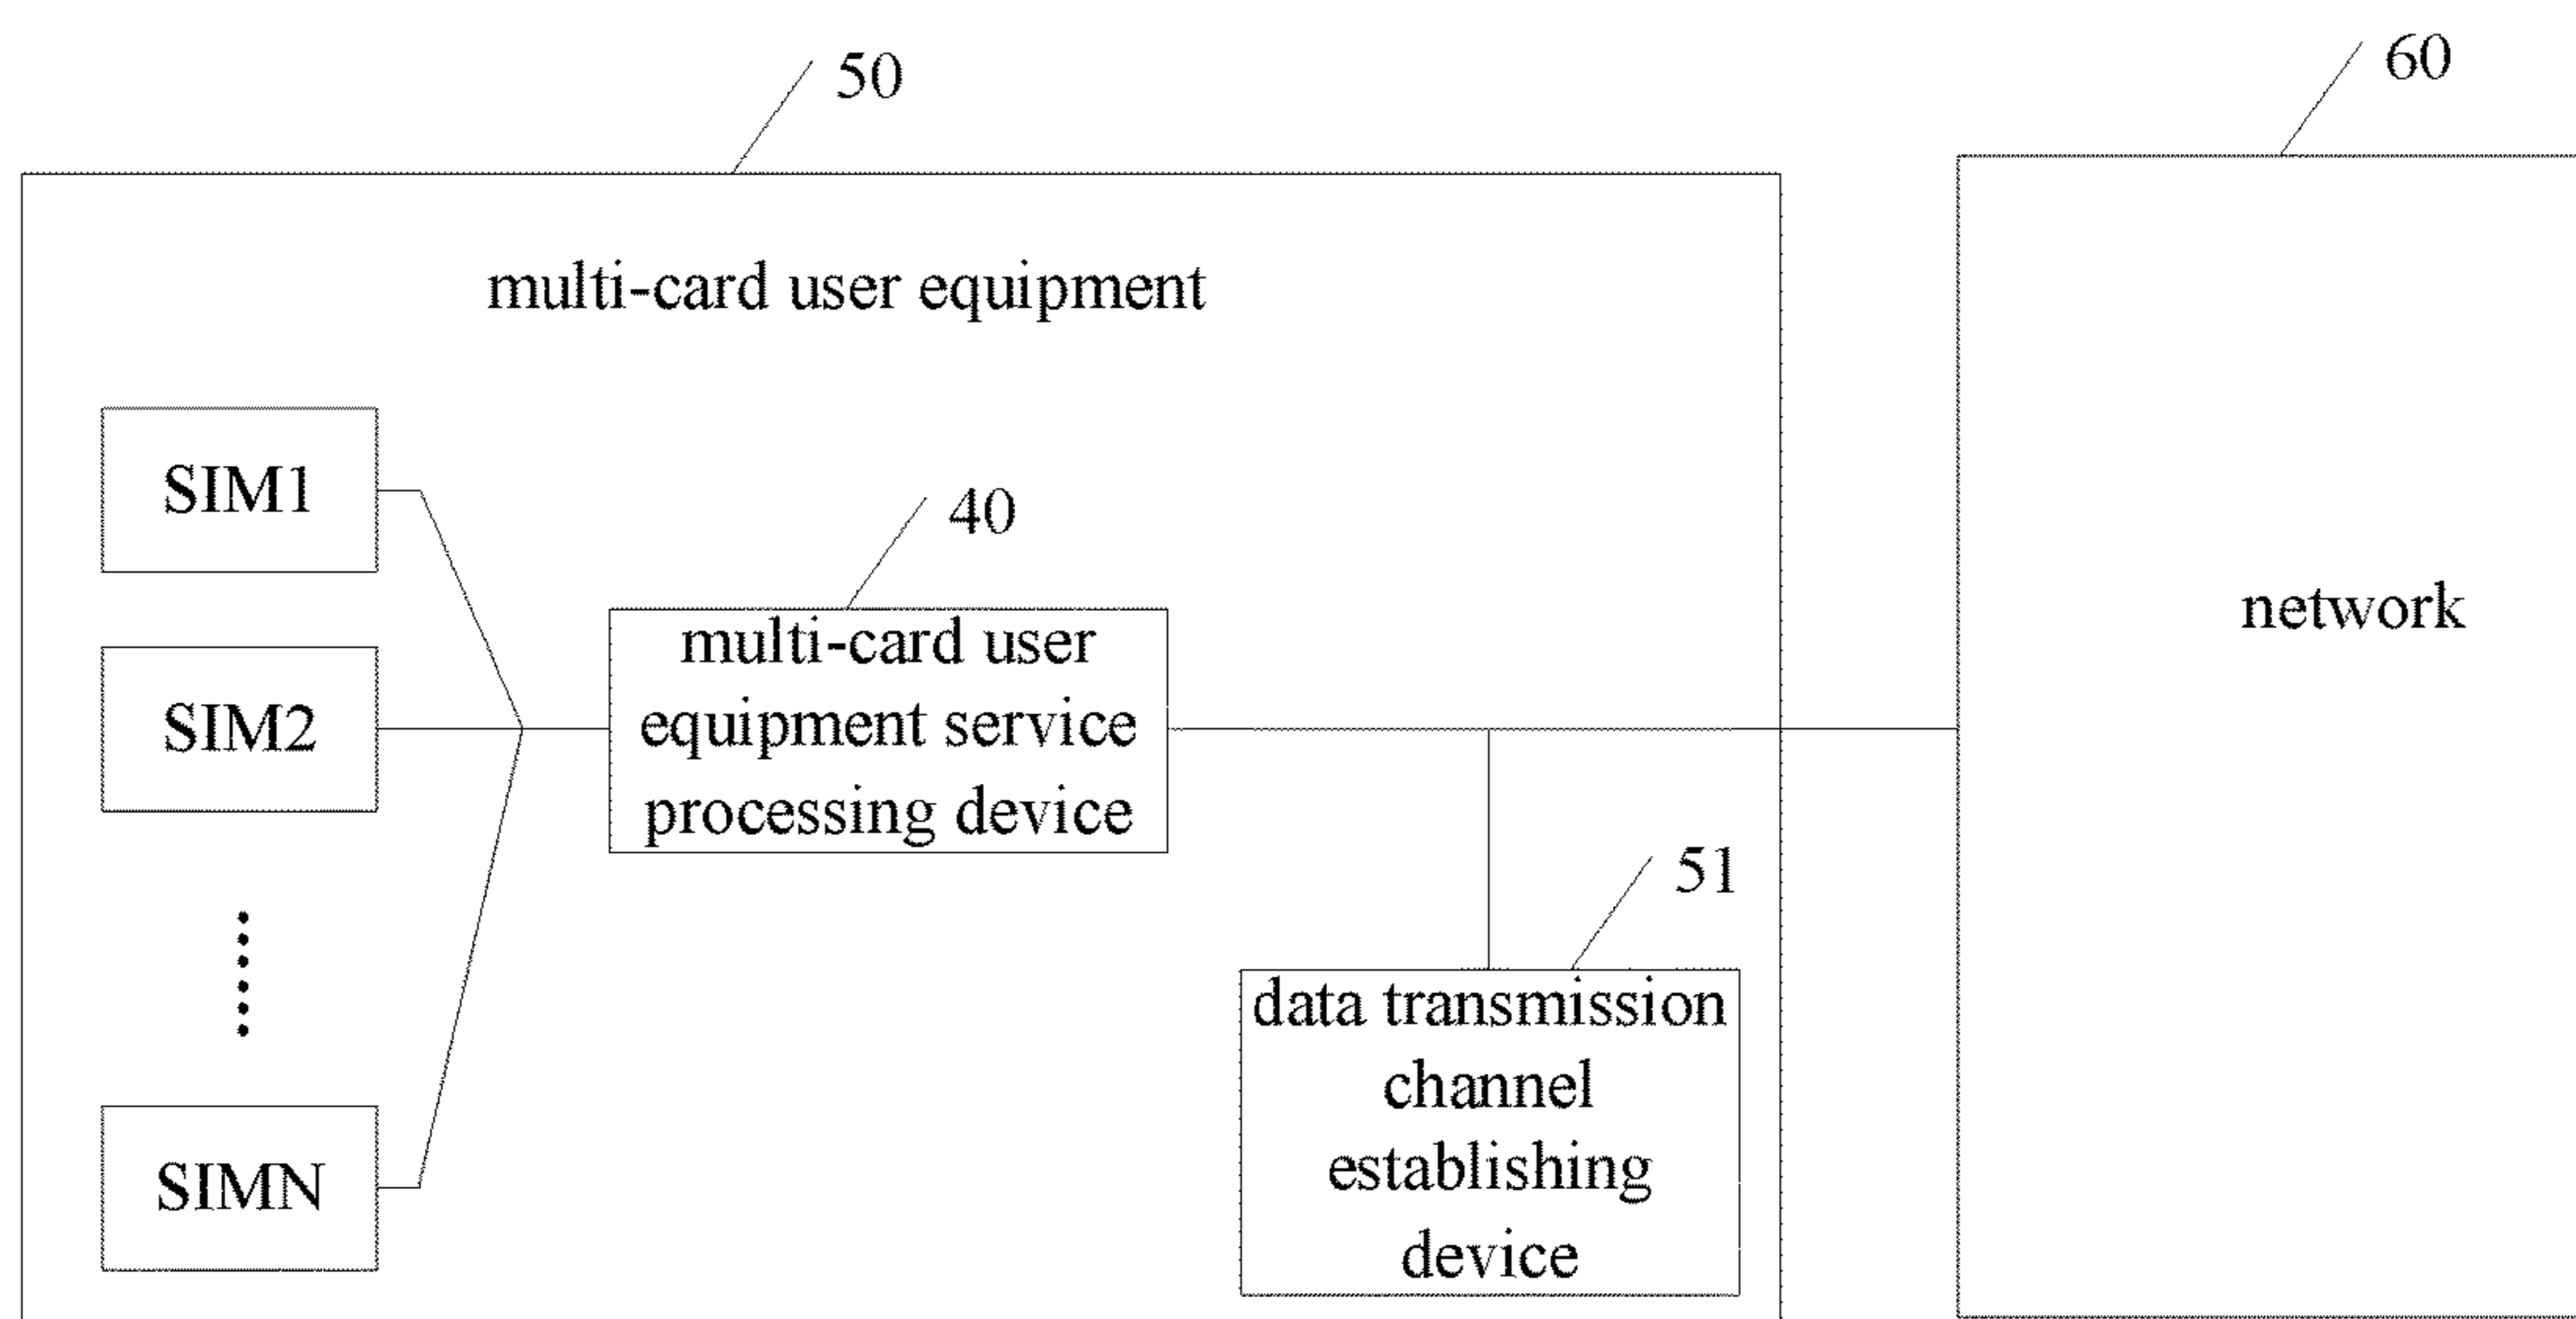 50
60
multi-card user equipment
SIM1
40
network
multi-card user
equipment service
processing device
SIM2
51
data transmission
channel
establishing
device
SIMN